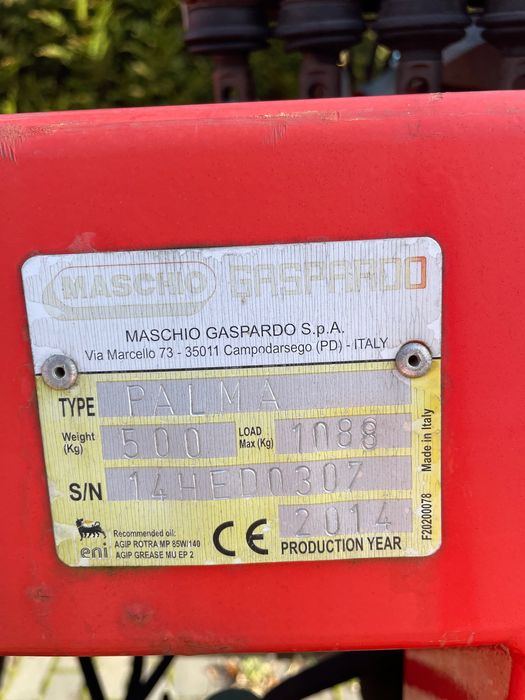 MASCHIO GASPARDO
MASCHIO GASPARDO S.p.A.
Via Marcello 73 - 35011 Campodarsego (PD) - ITALY
TYPE PALMA
Weight (Kg) 500 LOAD Max (Kg) 1088
S/N 14HED0307
2014
eni Recommended oil:
AGIP ROTRA MP 85W/140
AGIP GREASE MU EP 2
CE PRODUCTION YEAR
F20200078 Made in Italy